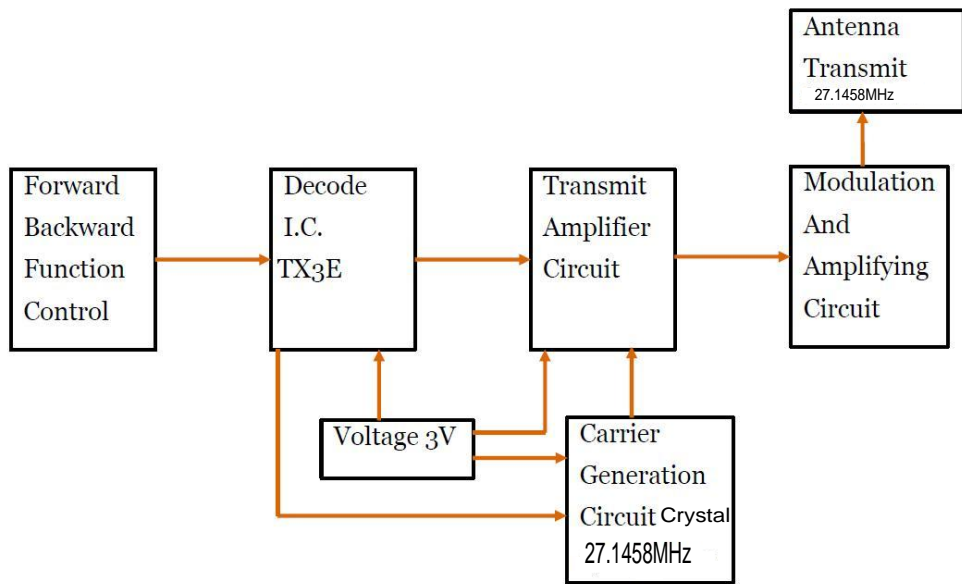 Antenna
Transmit
27.1458MHz
Forward
Backward
Function
Control
Decode
I.C.
TX3E
Transmit
Amplifier
Circuit
Modulation
And
Amplifying
Circuit
Voltage 3V
Carrier
Generation
Circuit Crystal
27.1458MHz